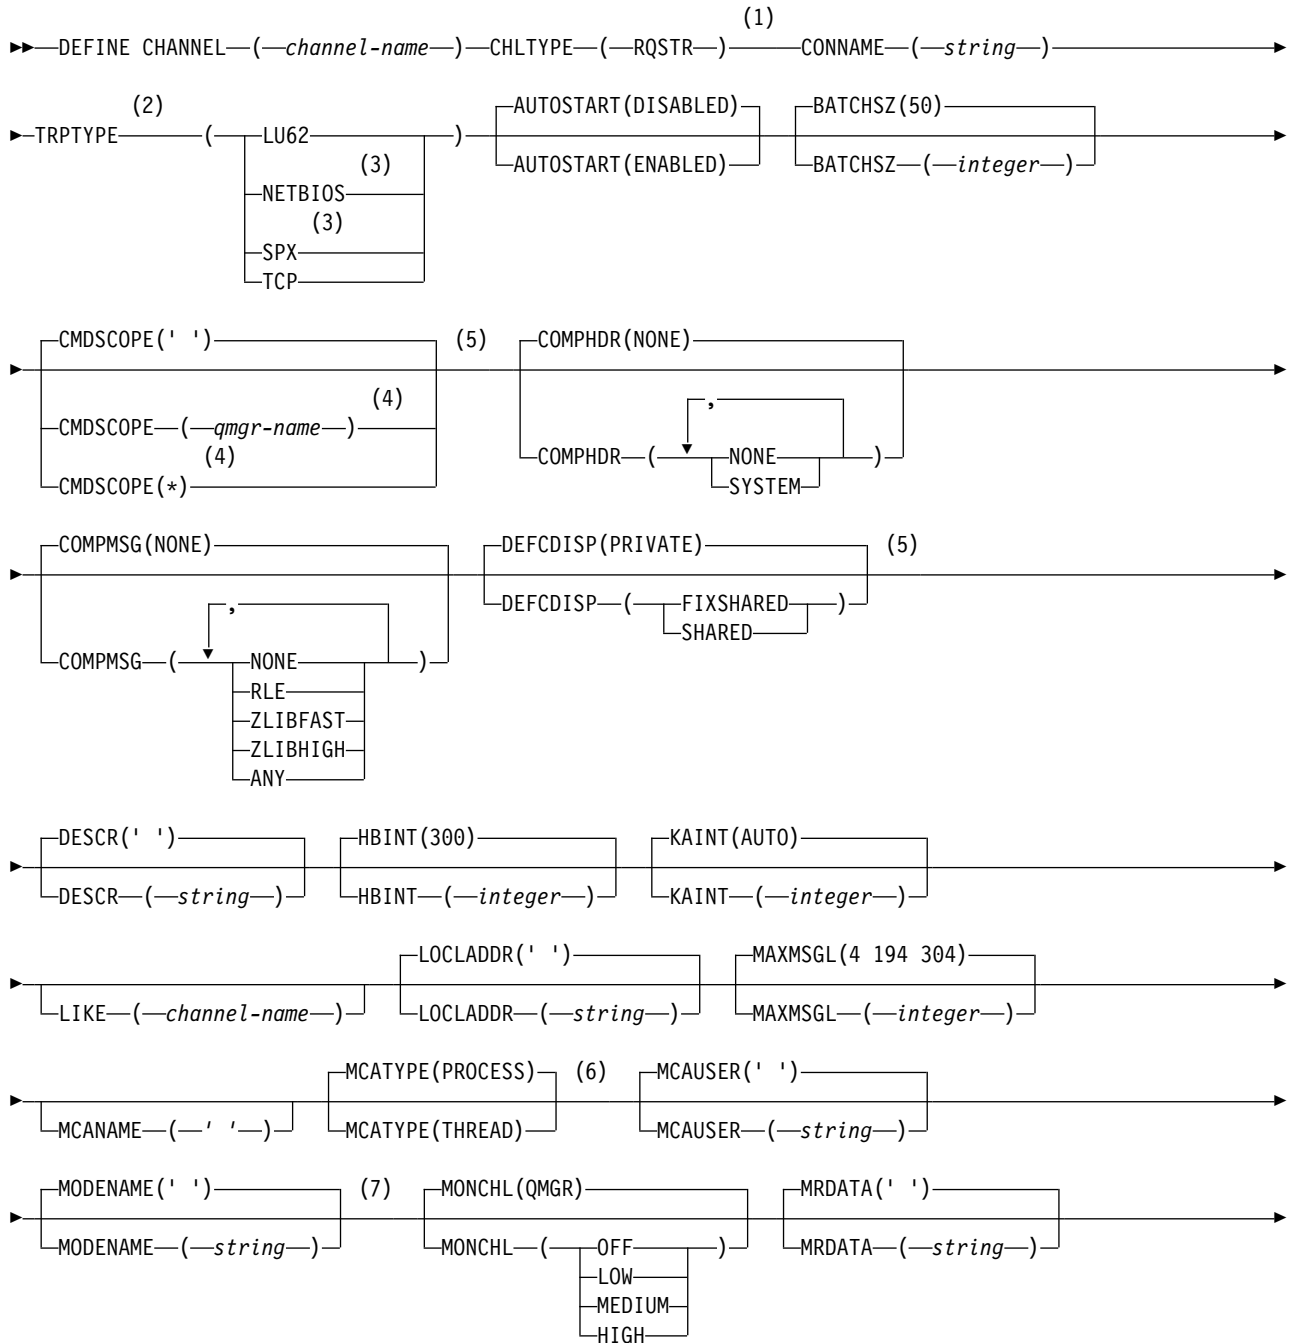 (1)
DEFINE CHANNEL ( channel-name ) CHLTYPE ( RQSTR ) CONNAME ( string )
(2)
TRPTYPE ( LU62 ) AUTOSTART(DISABLED) BATCHSZ(50)
AUTOSTART(ENABLED) BATCHSZ ( integer )
(3)
NETBIOS
(3)
SPX
TCP
CMDSCOPE(' ') (5) COMPHDR(NONE)
(4)
CMDSCOPE ( qmgr-name )
(4)
CMDSCOPE(*)
,
COMPHDR ( NONE )
SYSTEM
COMPMSG(NONE) DEFCDISP(PRIVATE) (5)
,
COMPMSG ( NONE )
RLE
ZLIBFAST
ZLIBHIGH
ANY
DEFCDISP ( FIXSHARED )
SHARED
DESCR(' ') HBINT(300) KAINT(AUTO)
DESCR ( string ) HBINT ( integer ) KAINT ( integer )
LOCLADDR(' ') MAXMSGL(4 194 304)
LIKE ( channel-name ) LOCLADDR ( string ) MAXMSGL ( integer )
MCATYPE(PROCESS) (6) MCAUSER(' ')
MCANAME ( ' ' ) MCATYPE(THREAD) MCAUSER ( string )
MODENAME(' ') (7) MONCHL(QMGR) MRDATA(' ')
MODENAME ( string ) MONCHL ( OFF ) MRDATA ( string )
LOW
MEDIUM
HIGH